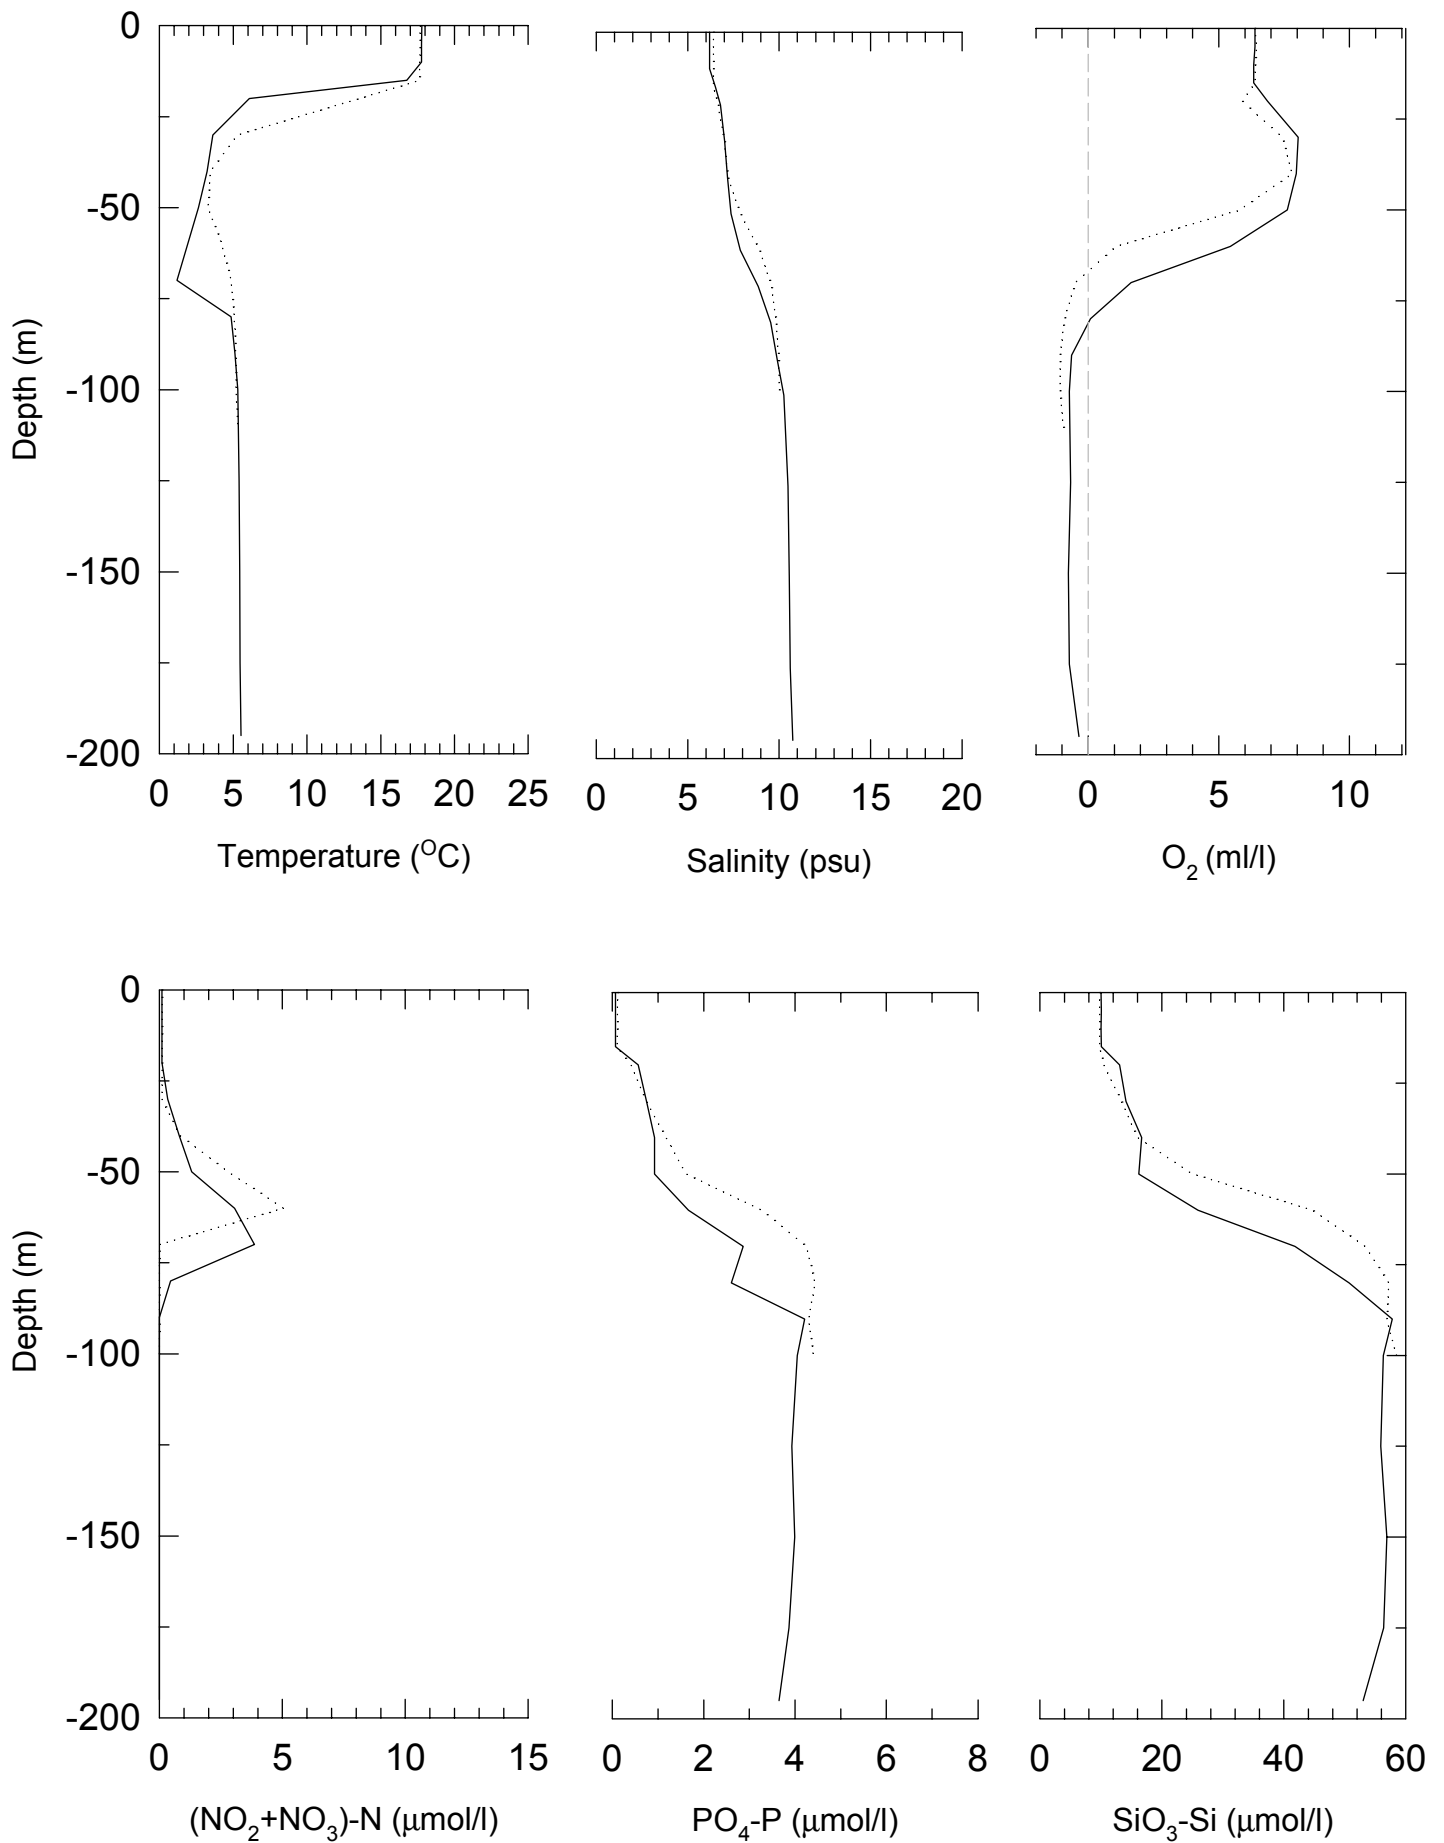 0
-50
-100
-150
-200
Depth (m)
0 5 10 15 20 25
Temperature (ᴼC)
0 5 10 15 20
Salinity (psu)
0 5 10
O₂ (ml/l)
0
-50
-100
-150
-200
Depth (m)
0 5 10 15
(NO₂+NO₃)-N (μmol/l)
0 2 4 6 8
PO₄-P (μmol/l)
0 20 40 60
SiO₃-Si (μmol/l)